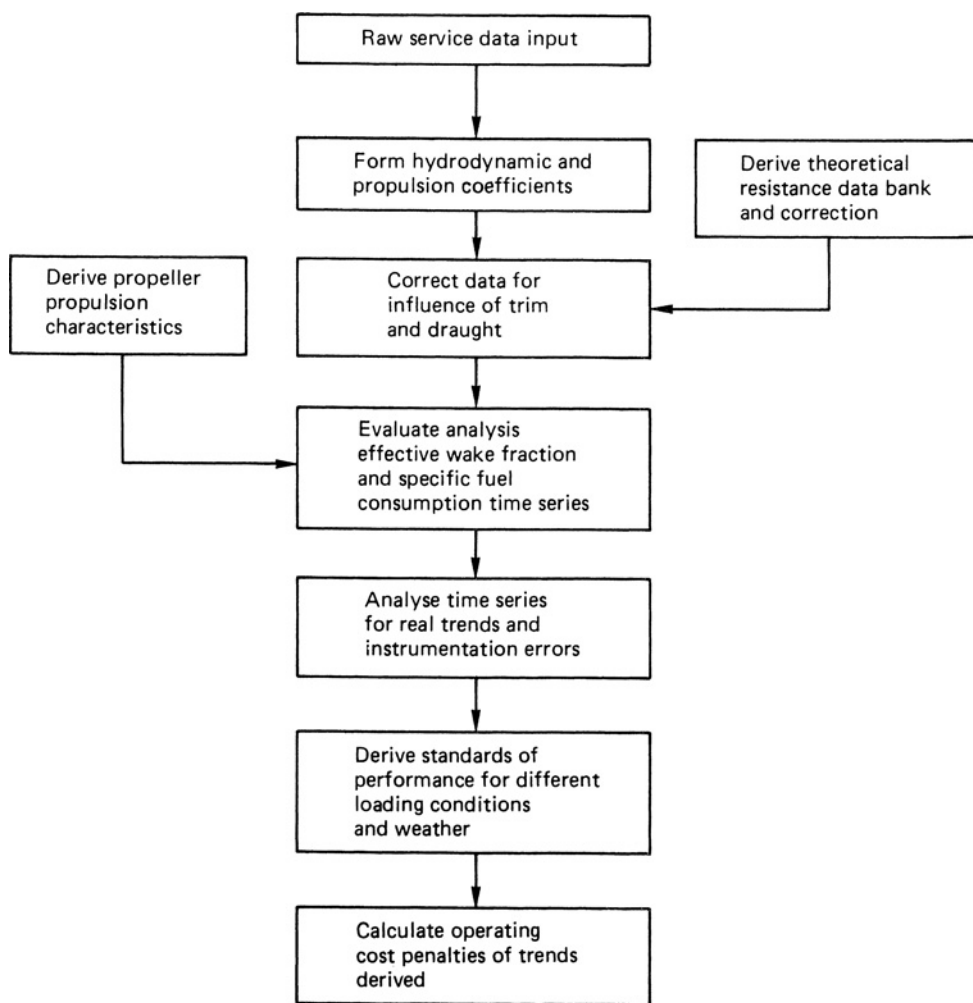 Raw service data input
Form hydrodynamic and
propulsion coefficients
Derive theoretical
resistance data bank
and correction
Derive propeller
propulsion
characteristics
Correct data for
influence of trim
and draught
Evaluate analysis
effective wake fraction
and specific fuel
consumption time series
Analyse time series
for real trends and
instrumentation errors
Derive standards of
performance for different
loading conditions
and weather
Calculate operating
cost penalties of trends
derived